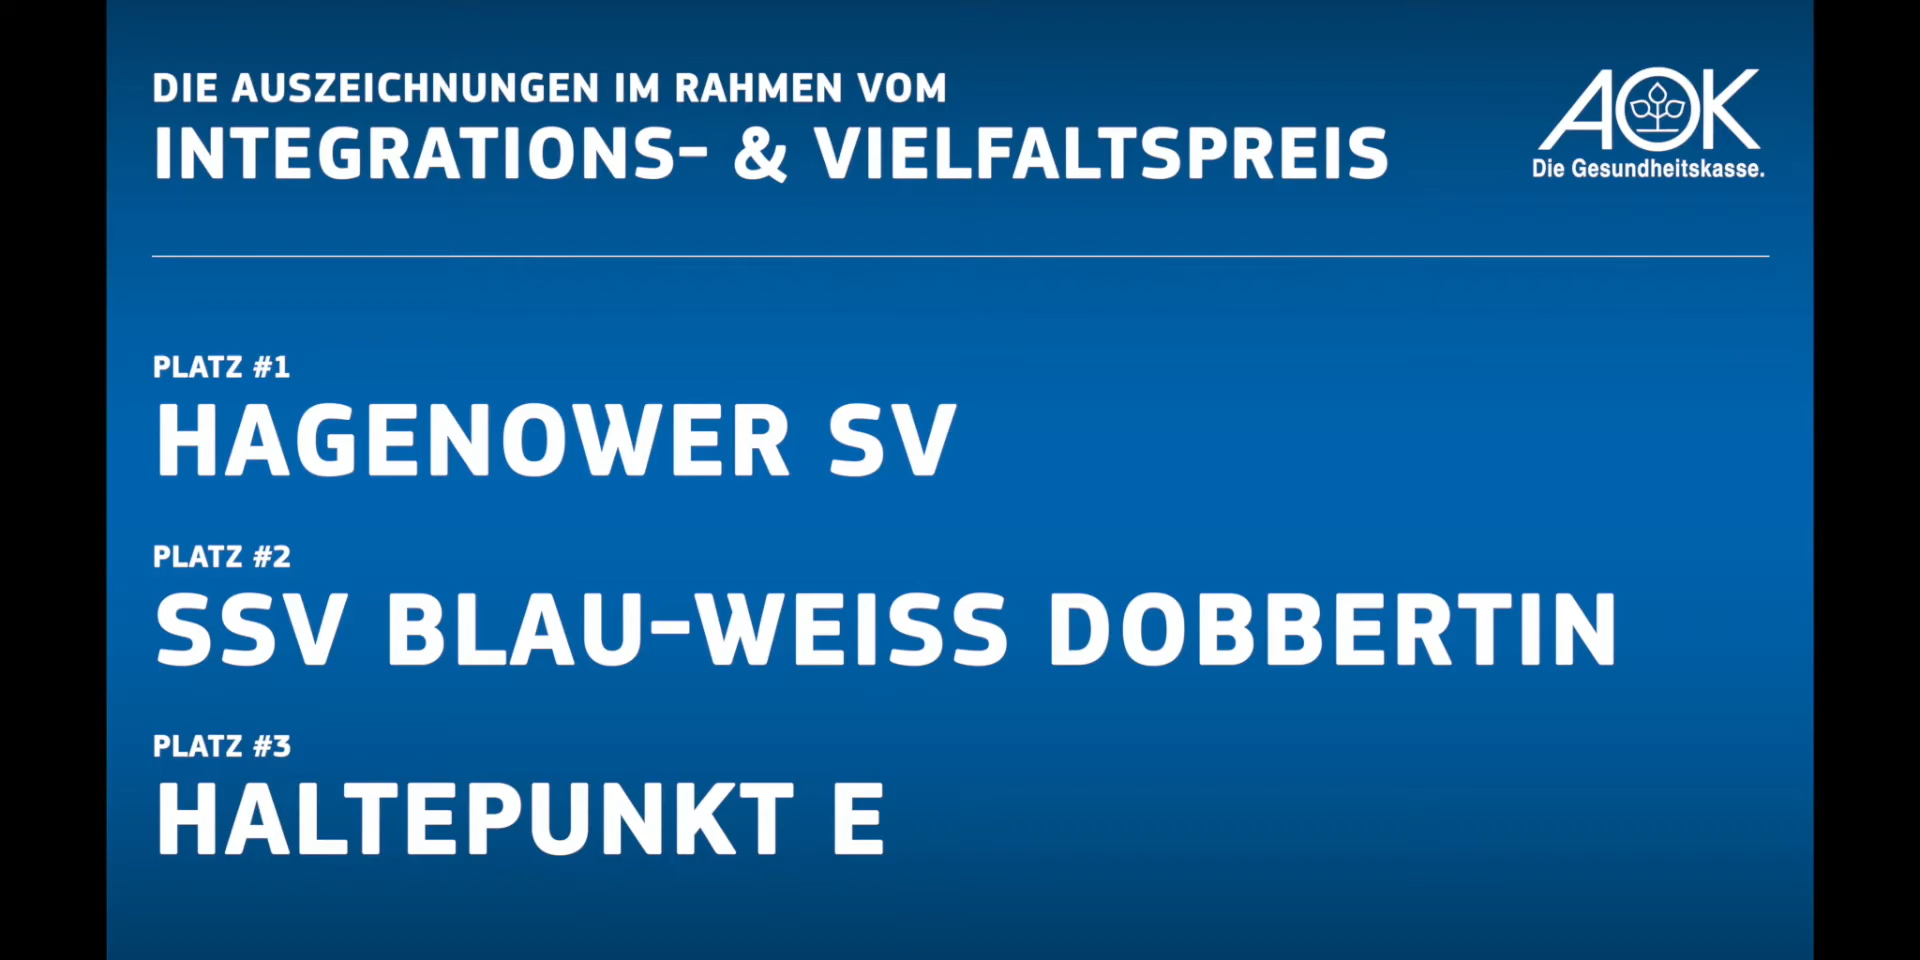 DIE AUSZEICHNUNGEN IM RAHMEN VOM
INTEGRATIONS- & VIELFALTSPREIS
AOK
Die Gesundheitskasse.
PLATZ #1
HAGENOWER SV
PLATZ #2
SSV BLAU-WEISS DOBBERTIN
PLATZ #3
HALTEPUNKT E